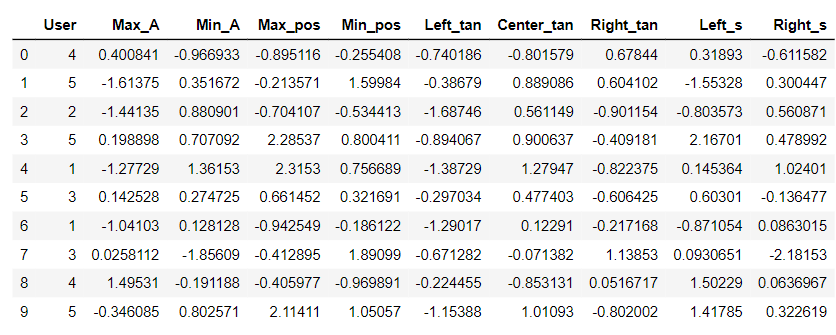 User Max_A Min_A Max_pos Min_pos Left_tan Center_tan Right_tan Left_s Right_s
0 4 0.400841 -0.966933 -0.895116 -0.255408 -0.740186 -0.801579 0.67844 0.31893 -0.611582
1 5 -1.61375 0.351672 -0.213571 1.59984 -0.38679 0.889086 0.604102 -1.55328 0.300447
2 2 -1.44135 0.880901 -0.704107 -0.534413 -1.68746 0.561149 -0.901154 -0.803573 0.560871
3 5 0.198898 0.707092 2.28537 0.800411 -0.894067 0.900637 -0.409181 2.16701 0.478992
4 1 -1.27729 1.36153 2.3153 0.756689 -1.38729 1.27947 -0.822375 0.145364 1.02401
5 3 0.142528 0.274725 0.661452 0.321691 -0.297034 0.477403 -0.606425 0.60301 -0.136477
6 1 -1.04103 0.128128 -0.942549 -0.186122 -1.29017 0.12291 -0.217168 -0.871054 0.0863015
7 3 0.0258112 -1.85609 -0.412895 1.89099 -0.671282 -0.071382 1.13853 0.0930651 -2.18153
8 4 1.49531 -0.191188 -0.405977 -0.969891 -0.224455 -0.853131 0.0516717 1.50229 0.0636967
9 5 -0.346085 0.802571 2.11411 1.05057 -1.15388 1.01093 -0.802002 1.41785 0.322619